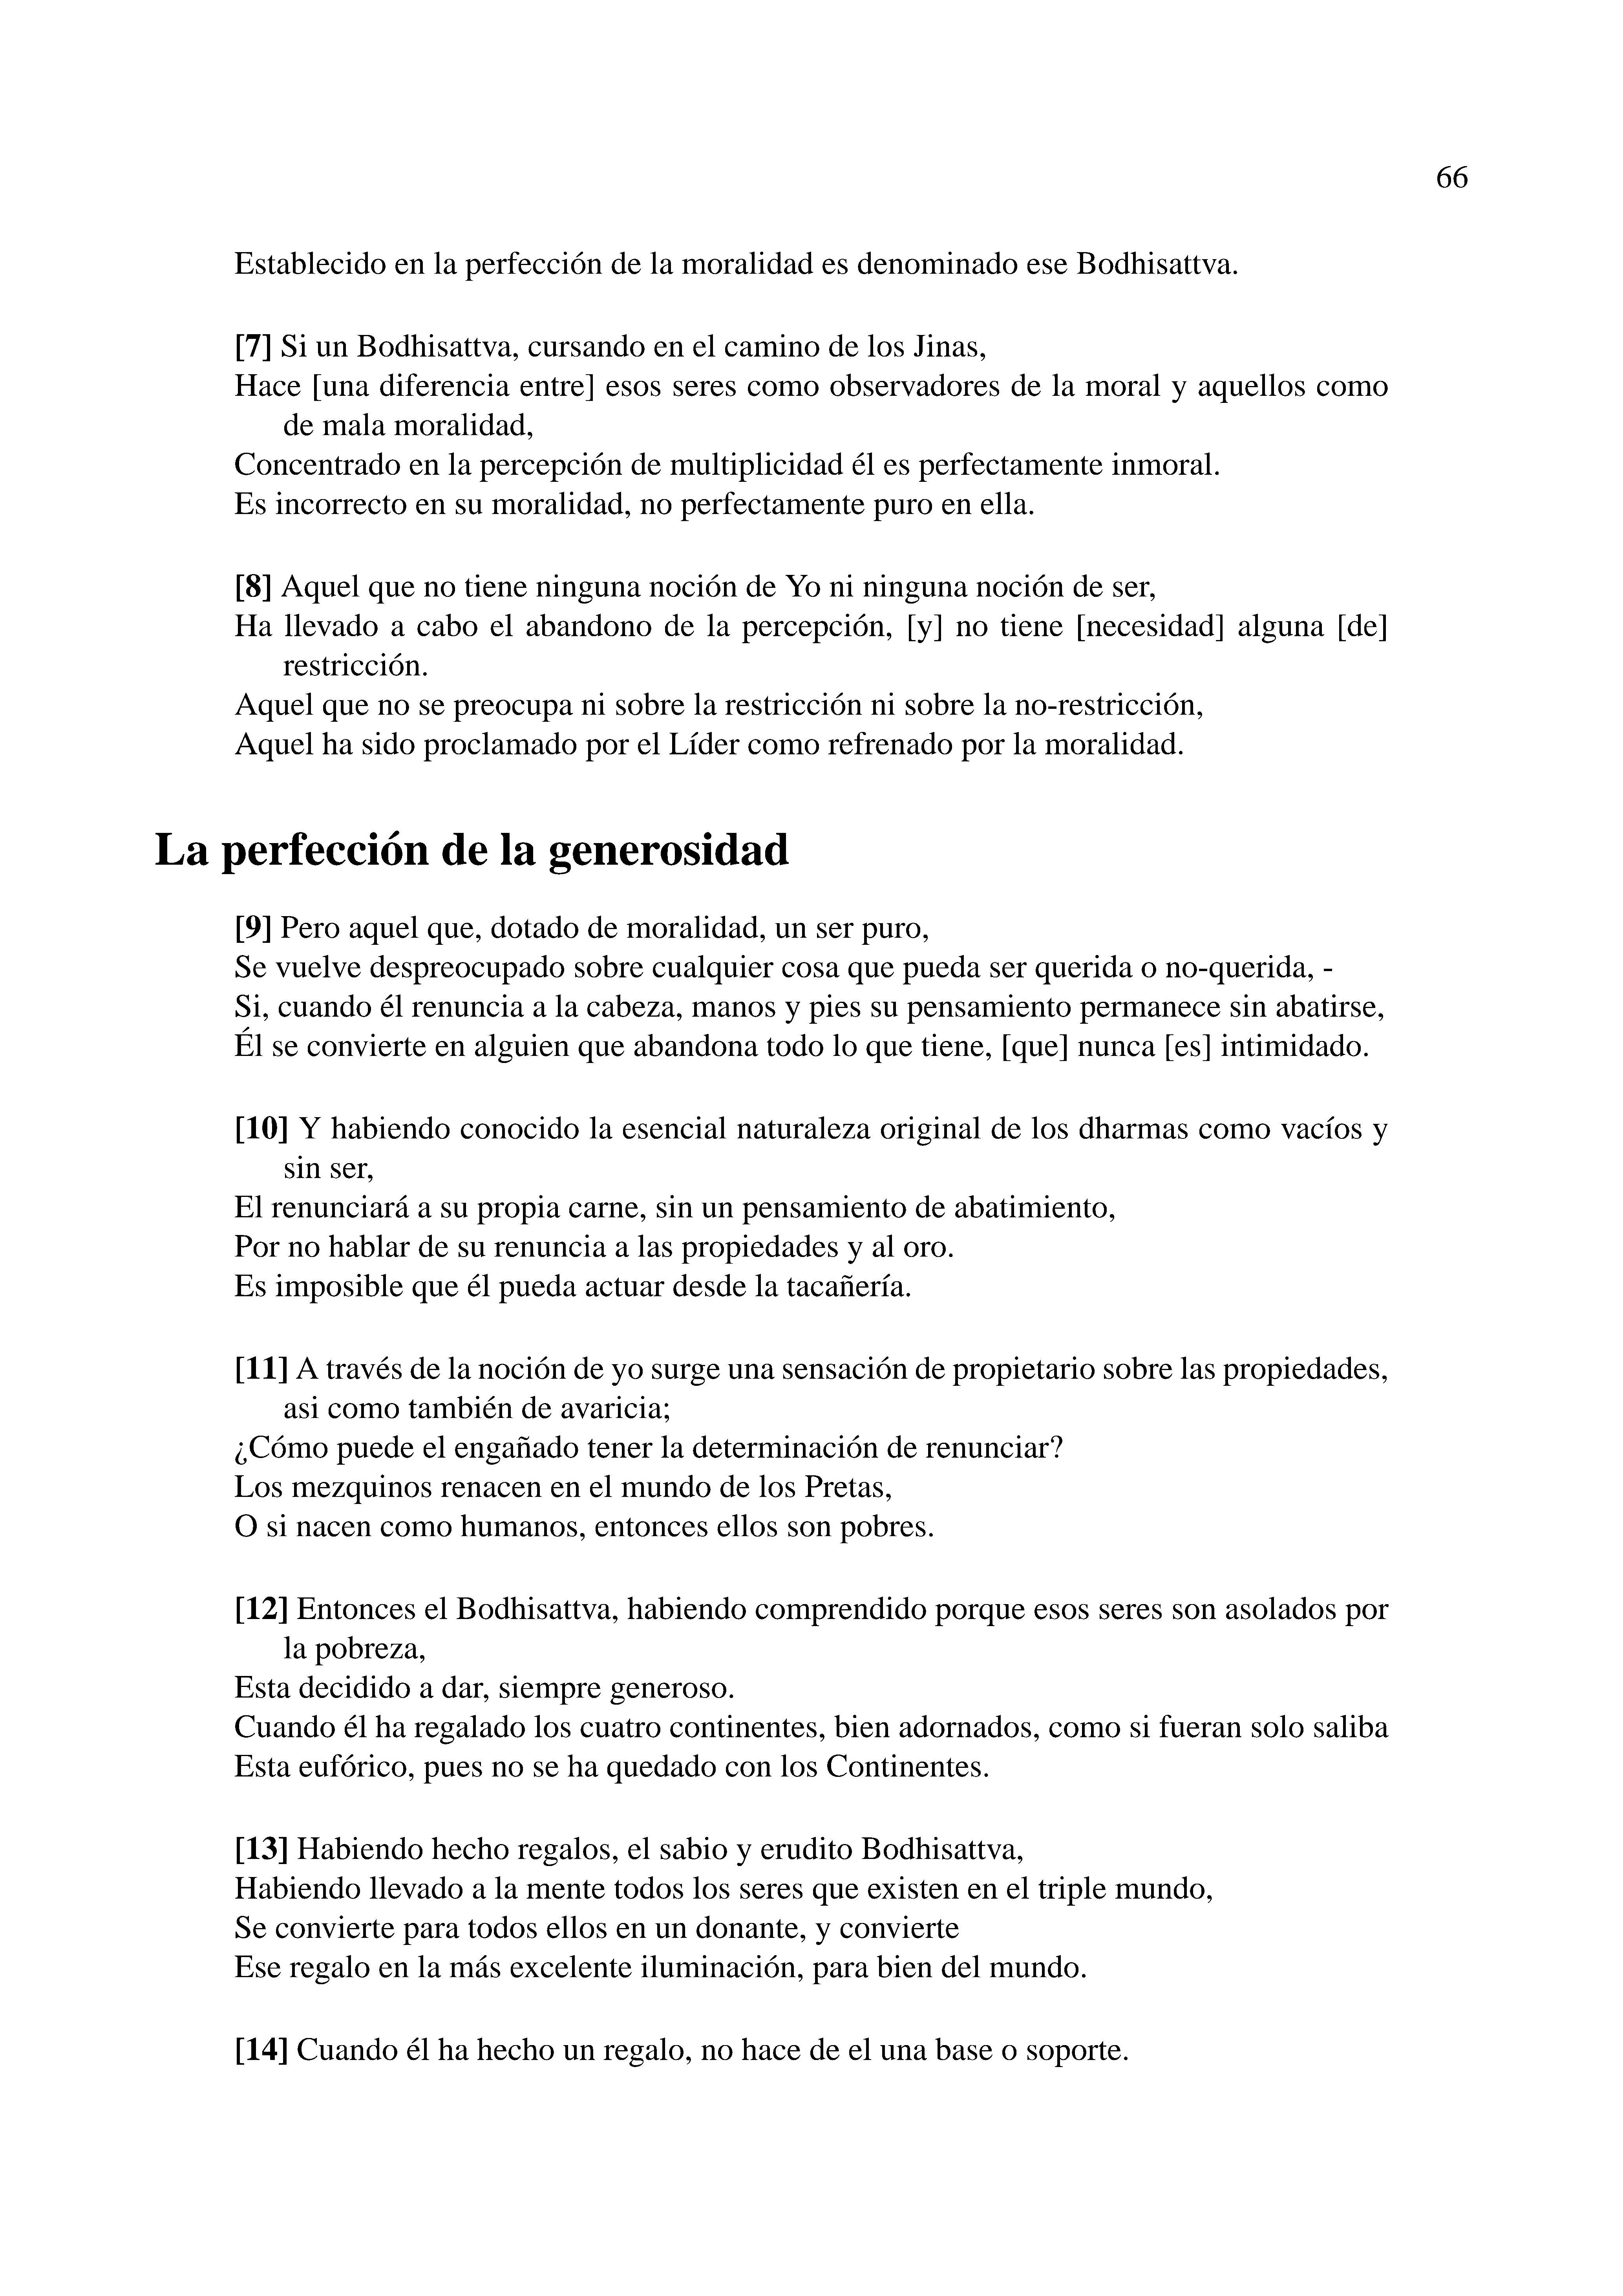 66
Establecido en la perfección de la moralidad es denominado ese Bodhisattva.
[7] Si un Bodhisattva, cursando en el camino de los Jinas,
Hace [una diferencia entre] esos seres como observadores de la moral y aquellos como
de mala moralidad,
Concentrado en la percepción de multiplicidad él es perfectamente inmoral.
Es incorrecto en su moralidad, no perfectamente puro en ella.
[8] Aquel que no tiene ninguna noción de Yo ni ninguna noción de ser,
Ha llevado a cabo el abandono de la percepción, [y] no tiene [necesidad] alguna [de]
restricción.
Aquel que no se preocupa ni sobre la restricción ni sobre la no-restricción,
Aquel ha sido proclamado por el Líder como refrenado por la moralidad.
La perfección de la generosidad
[9] Pero aquel que, dotado de moralidad, un ser puro,
Se vuelve despreocupado sobre cualquier cosa que pueda ser querida o no-querida, -
Si, cuando él renuncia a la cabeza, manos y pies su pensamiento permanece sin abatirse,
Él se convierte en alguien que abandona todo lo que tiene, [que] nunca [es] intimidado.
[10] Y habiendo conocido la esencial naturaleza original de los dharmas como vacíos y
sin ser,
El renunciará a su propia carne, sin un pensamiento de abatimiento,
Por no hablar de su renuncia a las propiedades y al oro.
Es imposible que él pueda actuar desde la tacañería.
[11] A través de la noción de yo surge una sensación de propietario sobre las propiedades,
asi como también de avaricia;
¿Cómo puede el engañado tener la determinación de renunciar?
Los mezquinos renacen en el mundo de los Pretas,
O si nacen como humanos, entonces ellos son pobres.
[12] Entonces el Bodhisattva, habiendo comprendido porque esos seres son asolados por
la pobreza,
Esta decidido a dar, siempre generoso.
Cuando él ha regalado los cuatro continentes, bien adornados, como si fueran solo saliba
Esta eufórico, pues no se ha quedado con los Continentes.
[13] Habiendo hecho regalos, el sabio y erudito Bodhisattva,
Habiendo llevado a la mente todos los seres que existen en el triple mundo,
Se convierte para todos ellos en un donante, y convierte
Ese regalo en la más excelente iluminación, para bien del mundo.
[14] Cuando él ha hecho un regalo, no hace de el una base o soporte.